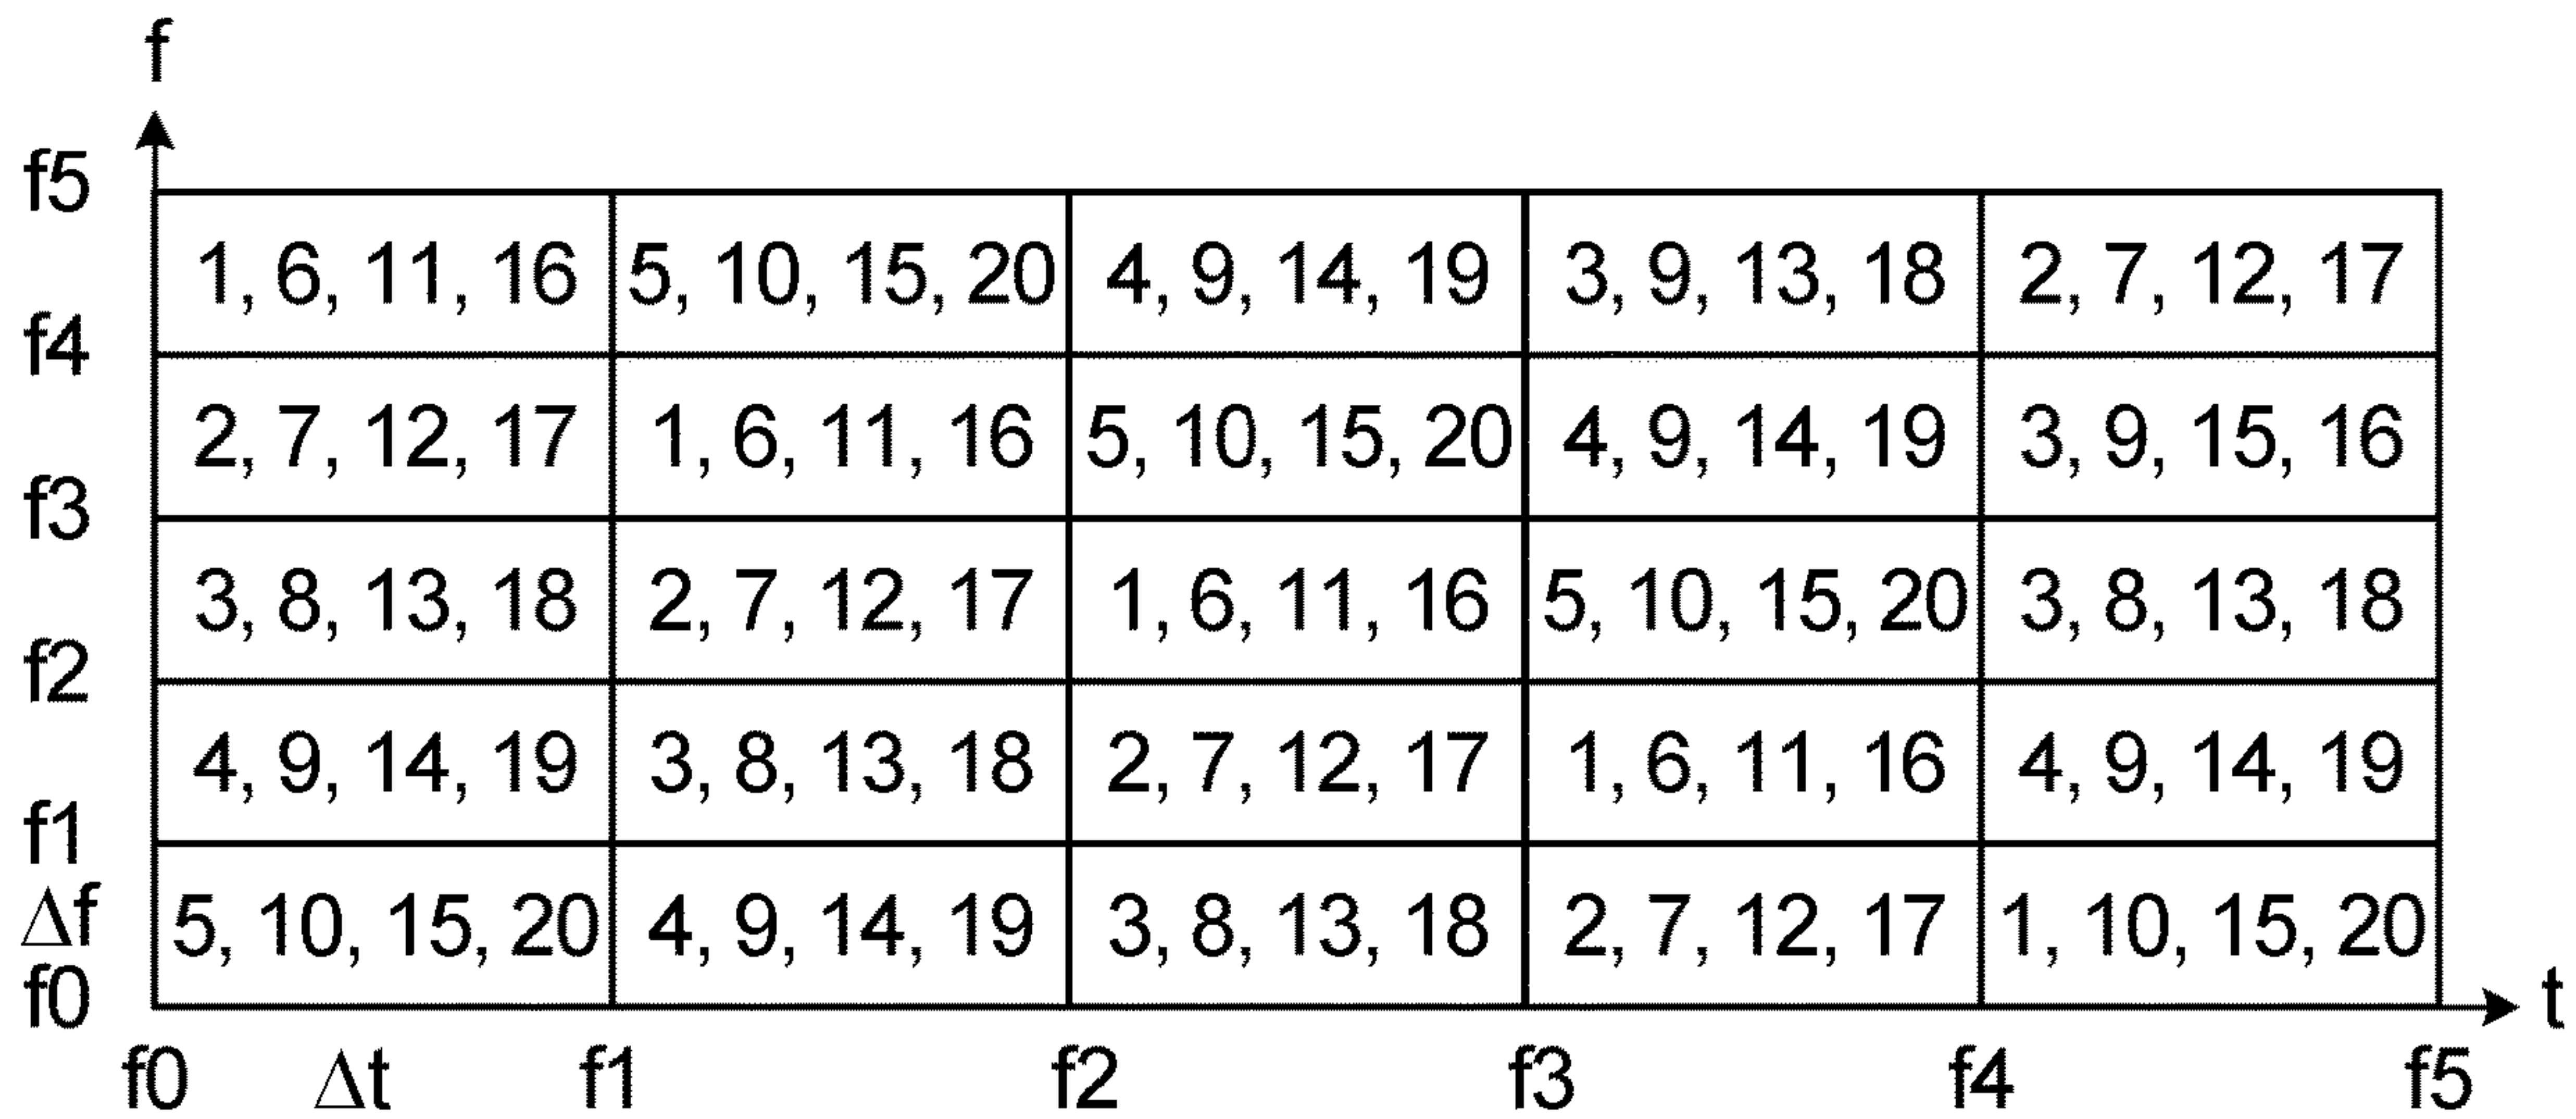 f
f5
1, 6, 11, 16 5, 10, 15, 20 4, 9, 14, 19 3, 9, 13, 18 2, 7, 12, 17
f4
2, 7, 12, 17 1, 6, 11, 16 5, 10, 15, 20 4, 9, 14, 19 3, 9, 15, 16
f3
3, 8, 13, 18 2, 7, 12, 17 1, 6, 11, 16 5, 10, 15, 20 3, 8, 13, 18
f2
4, 9, 14, 19 3, 8, 13, 18 2, 7, 12, 17 1, 6, 11, 16 4, 9, 14, 19
f1
Δf 5, 10, 15, 20 4, 9, 14, 19 3, 8, 13, 18 2, 7, 12, 17 1, 10, 15, 20
f0 t
f0 Δt f1 f2 f3 f4 f5